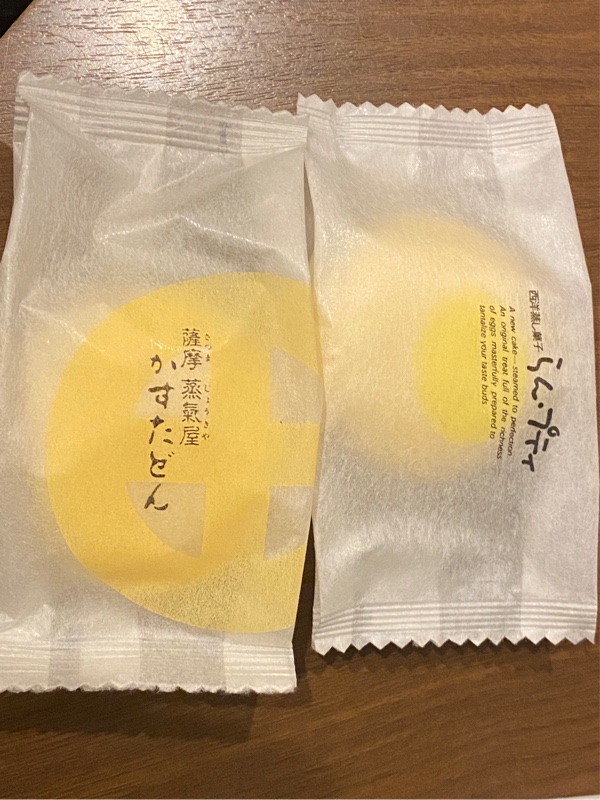 薩摩 蒸氣屋
さつま じょうきや
かすたどん
西洋蒸し菓子
らん・プティ
A new cake--- steamed to perfection.
An original treat full of the richness
of eggs masterfully prepared to
tantalize your taste buds